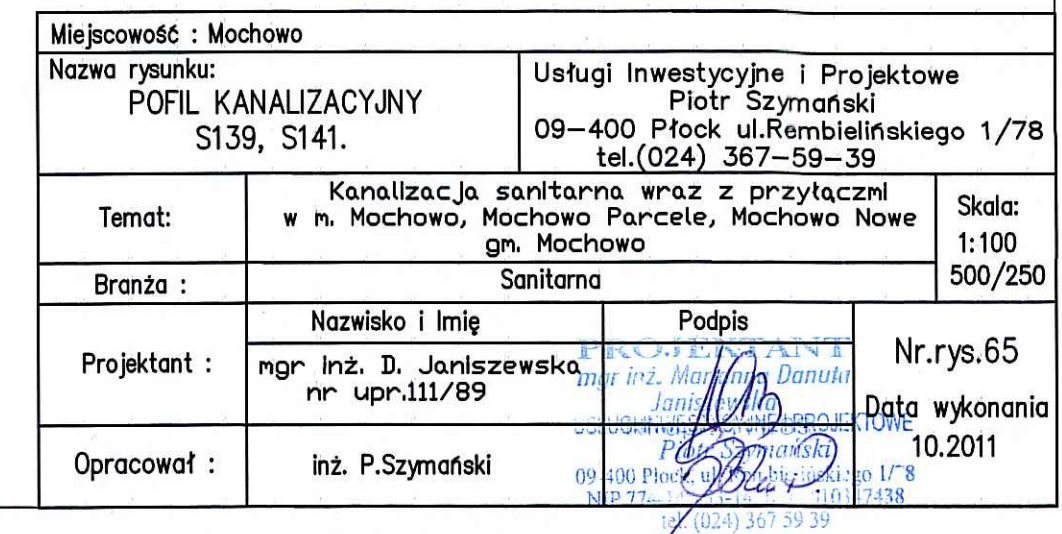 Miejscowość : Mochowo
Nazwa rysunku:
POFIL KANALIZACYJNY
S139, S141.
Usługi Inwestycyjne i Projektowe
Piotr Szymański
09-400 Płock ul.Rembielińskiego 1/78
tel.(024) 367-59-39
Temat:
Kanalizacja sanitarna wraz z przyłączmi
w m. Mochowo, Mochowo Parcele, Mochowo Nowe
gm. Mochowo
Skala:
1:100
500/250
Branża :
Sanitarna
Nazwisko i Imię
Podpis
Projektant :
mgr inż. D. Janiszewska
nr upr.111/89
PROJEKTANT
mgr inż. Marianna Danuta
Janiszewska
Nr.rys.65
Data wykonania
10.2011
Opracował :
inż. P.Szymański
Piotr Szymański
09-400 Płock, ul.
tel. (024) 367 59 39